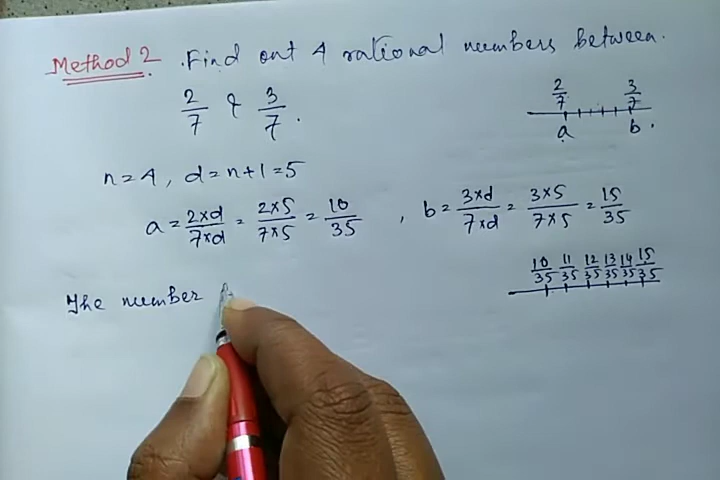 Method 2 . Find out 4 rational numbers between.
2/7 & 3/7.
2/7 3/7
a b.
n=4, d=n+1=5
a = 2×d/7×d = 2×5/7×5 = 10/35 , b = 3×d/7×d = 3×5/7×5 = 15/35
10/35 11/35 12/35 13/35 14/35 15/35
The number